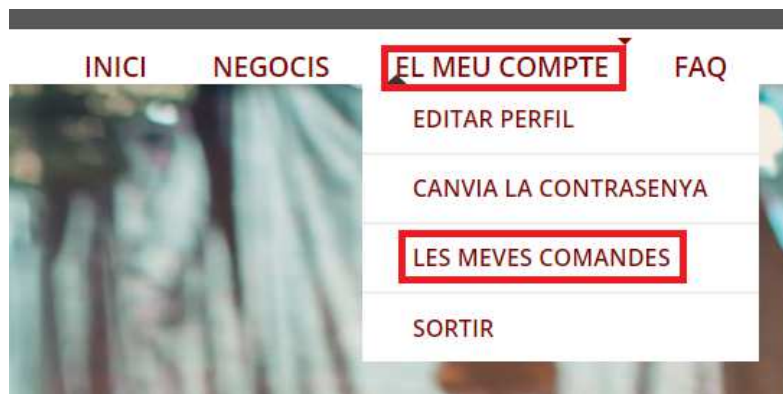 INICI NEGOCIS EL MEU COMPTE FAQ
EDITAR PERFIL
CANVIA LA CONTRASENYA
LES MEVES COMANDES
SORTIR